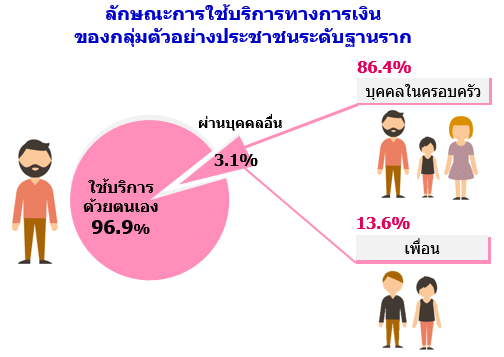 ลักษณะการใช้บริการทางการเงิน
ของกลุ่มตัวอย่างประชาชนระดับฐานราก
86.4%
บุคคลในครอบครัว
ผ่านบุคคลอื่น
3.1%
ใช้บริการ
ด้วยตนเอง
96.9%
13.6%
เพื่อน